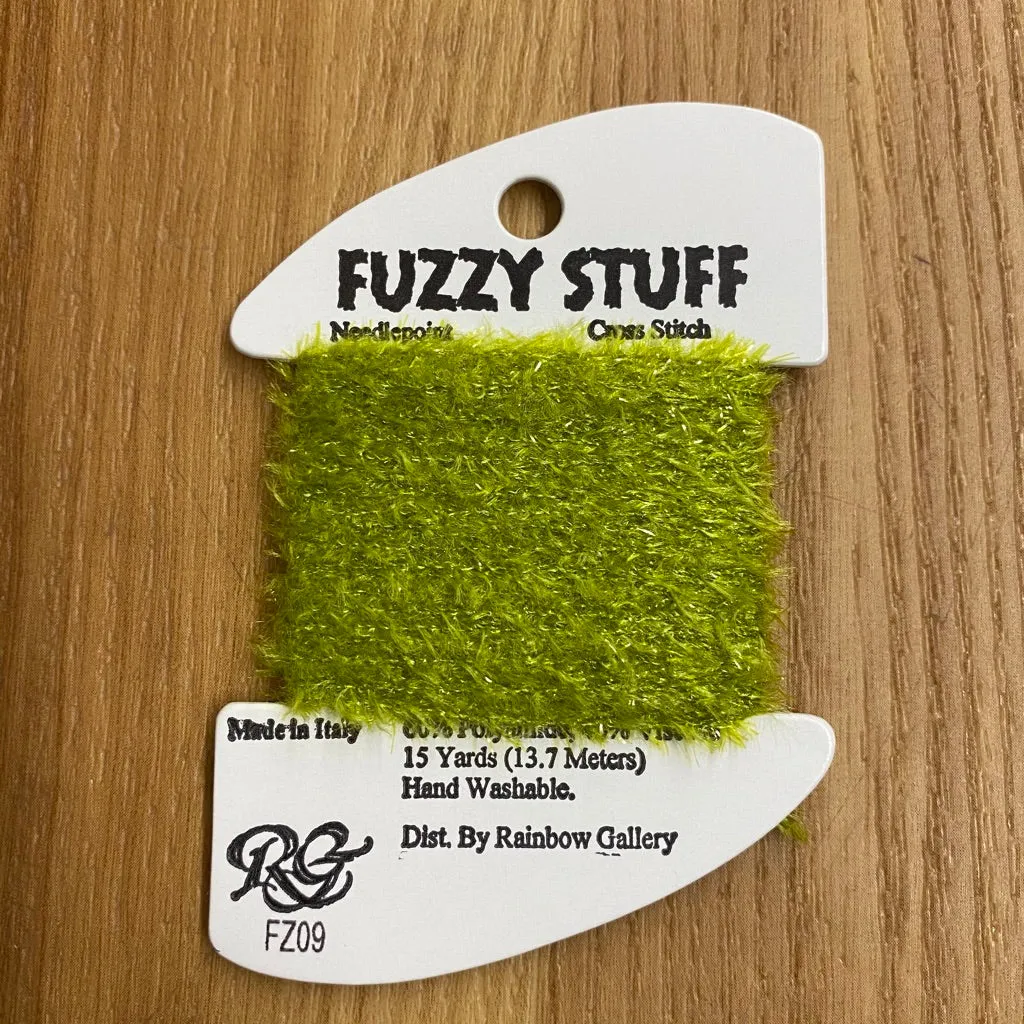 FUZZY STUFF
Needlepoint Cross Stitch
Made in Italy
15 Yards (13.7 Meters)
Hand Washable.
Dist. By Rainbow Gallery
RG
FZ09